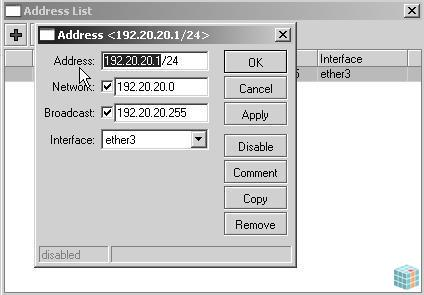 Address List
Address <192.20.20.1/24>
Interface
ether3
Address: 192.20.20.1/24
Network: 192.20.20.0
Broadcast: 192.20.20.255
Interface: ether3
OK
Cancel
Apply
Disable
Comment
Copy
Remove
disabled